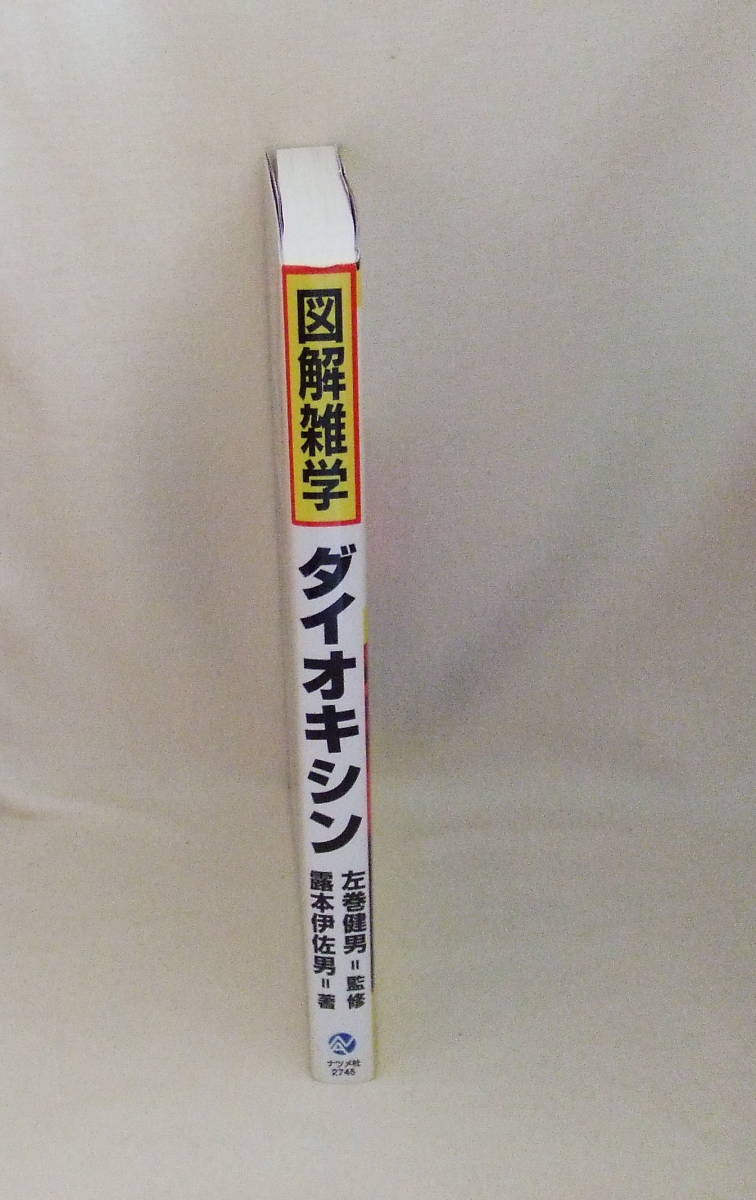 図解雑学
ダイオキシン
左巻健男=監修
露本伊佐男=著
ナツメ社
2745